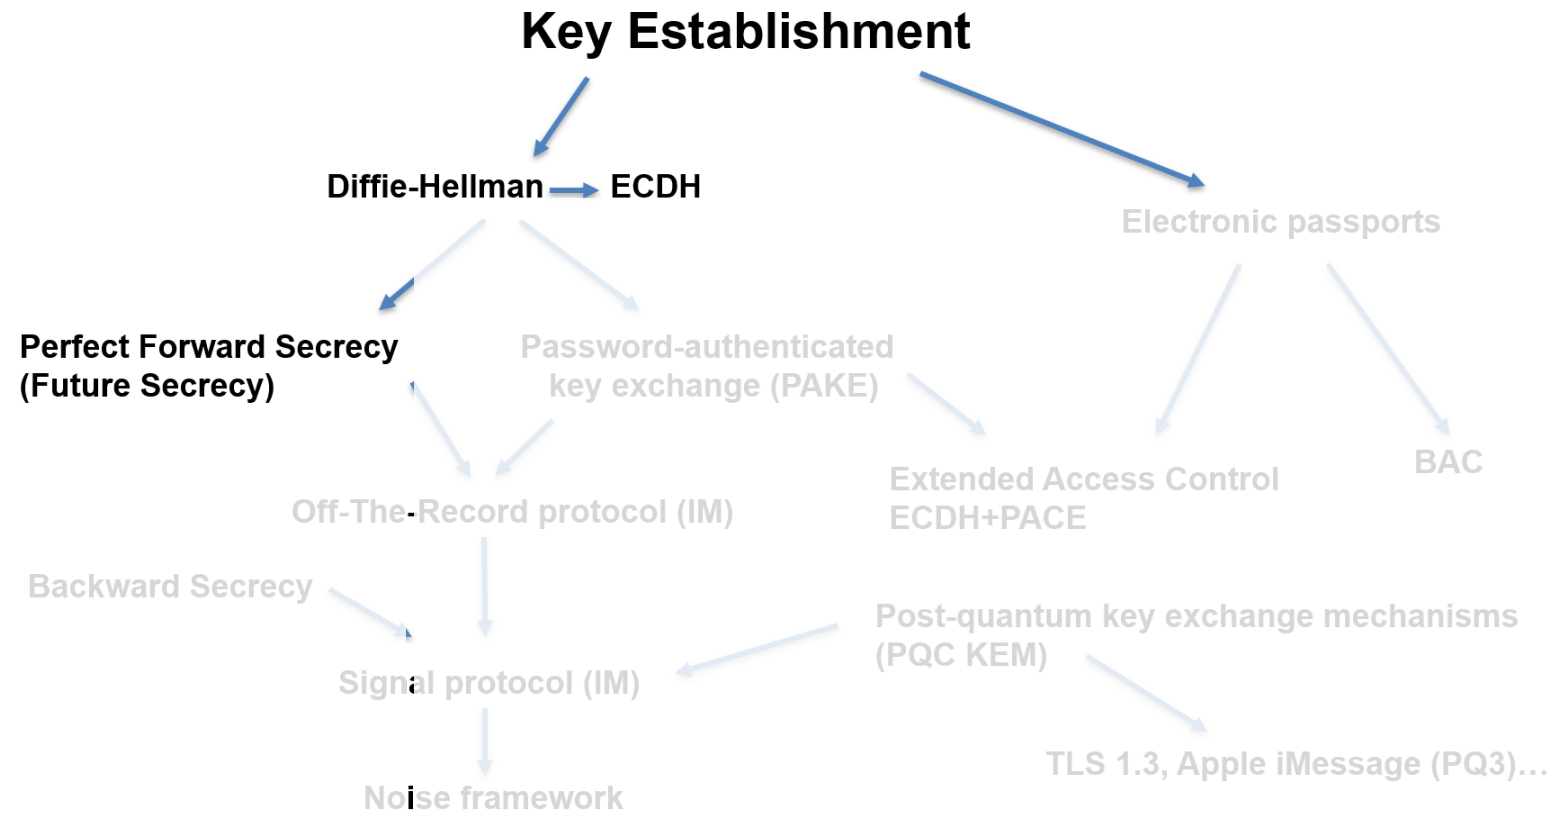 Key Establishment
Diffie-Hellman
ECDH
Electronic passports
Perfect Forward Secrecy
(Future Secrecy)
Password-authenticated
key exchange (PAKE)
Extended Access Control
ECDH+PACE
BAC
Off-The-Record protocol (IM)
Backward Secrecy
Post-quantum key exchange mechanisms
(PQC KEM)
Signal protocol (IM)
TLS 1.3, Apple iMessage (PQ3)…
Noise framework